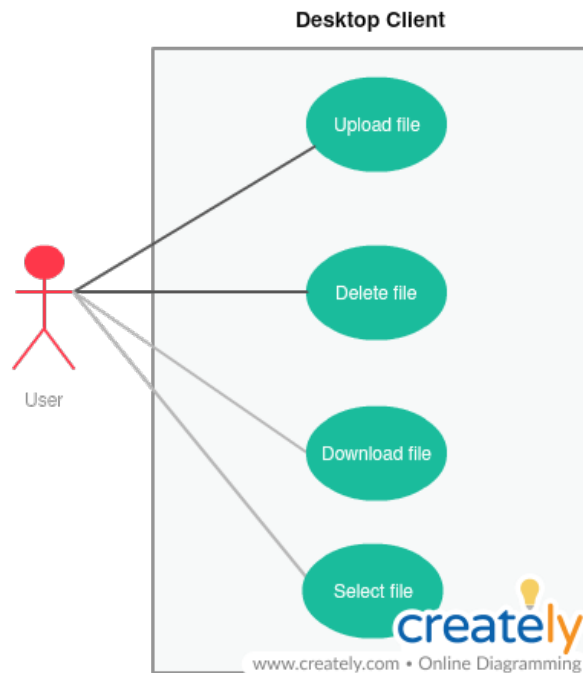 Desktop Client
Upload file
Delete file
User
Download file
Select file
creately
www.creately.com • Online Diagramming